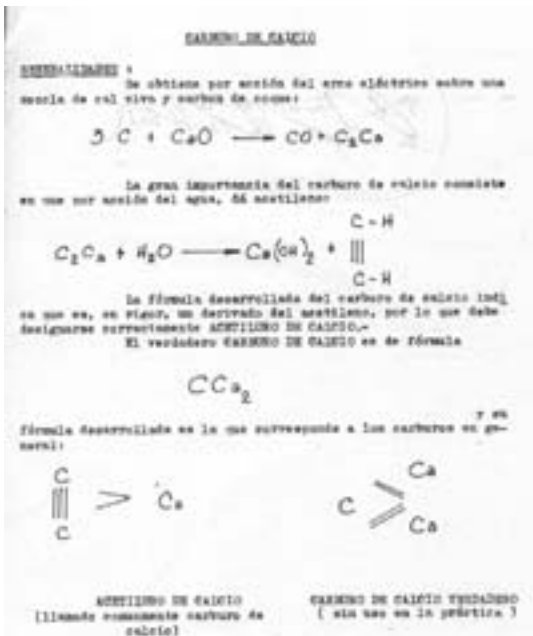 CARBURO DE CALCIO
GENERALIDADES :
Se obtiene por acción del arco eléctrico sobre una
mezcla de cal viva y carbon de coque:
3 C + CaO → CO + C₂Ca
La gran importancia del carburo de calcio consiste
en que por acción del agua, dá acetileno:
C - H
C₂Ca + H₂O → Ca(OH)₂ + |||
C - H
La fórmula desarrollada del carburo de calcio indi
ca que es, en rigor, un derivado del acetileno, por lo que debe
designarse correctamente ACETILURO DE CALCIO.-
El verdadero CARBURO DE CALCIO es de fórmula
CCa₂
y su
fórmula desarrollada es la que corresponde a los carburos en ge-
neral:
C
||| > Ca
C
Ca
C
Ca
ACETILURO DE CALCIO
(llamado comunmente carburo de
calcio)
CARBURO DE CALCIO VERDADERO
( sin uso en la práctica )